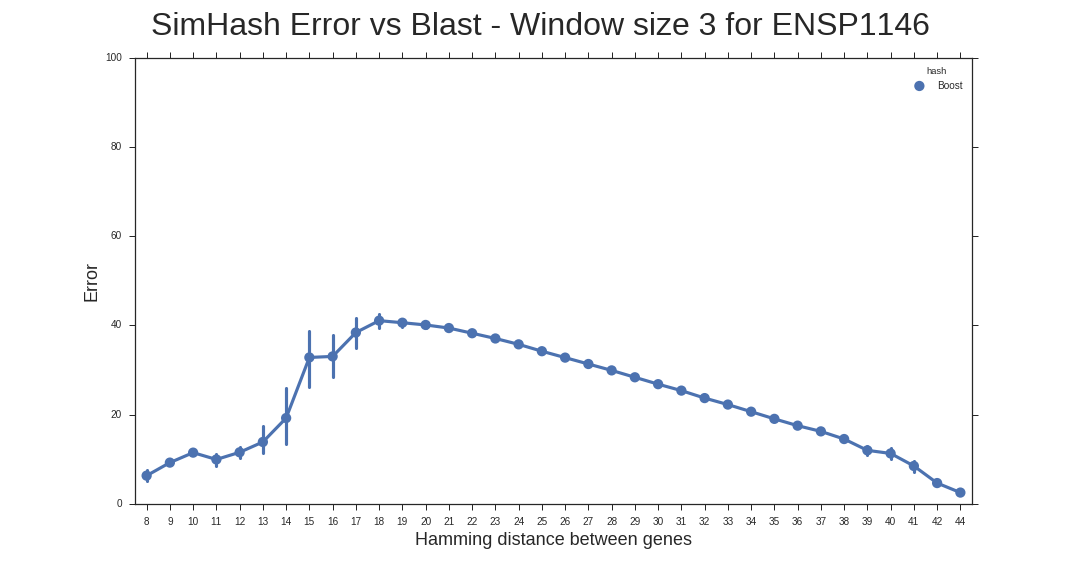 SimHash Error vs Blast - Window size 3 for ENSP1146
hash
Boost
100
80
60
40
20
0
Error
8 9 10 11 12 13 14 15 16 17 18 19 20 21 22 23 24 25 26 27 28 29 30 31 32 33 34 35 36 37 38 39 40 41 42 44
Hamming distance between genes